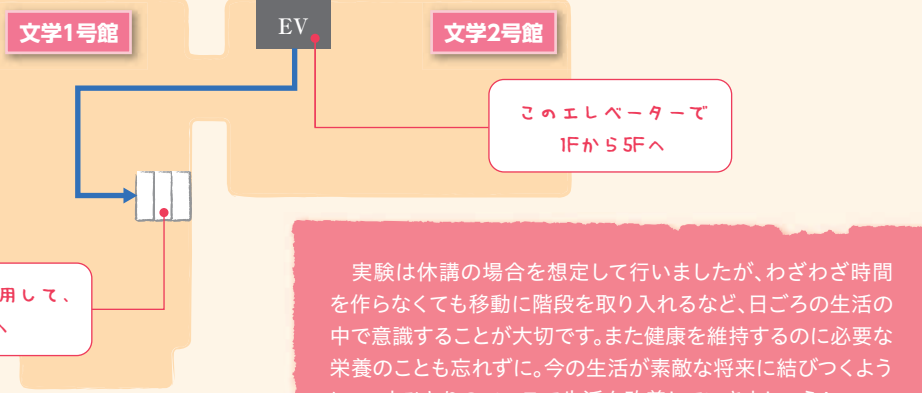 文学1号館
EV
文学2号館
このエレベーターで
1Fから5Fへ
用して、
へ
実験は休講の場合を想定して行いましたが、わざわざ時間
を作らなくても移動に階段を取り入れるなど、日ごろの生活の
中で意識することが大切です。また健康を維持するのに必要な
栄養のことも忘れずに。今の生活が素敵な将来に結びつくよう